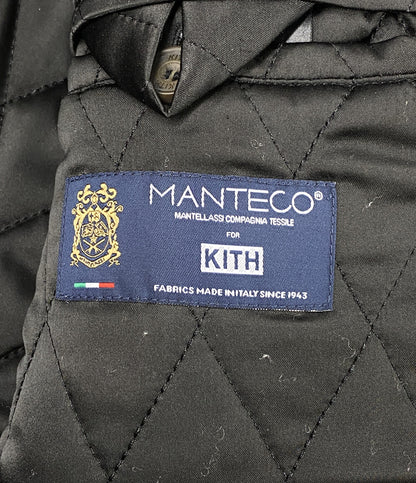 MANTECO®
MANTELLASSI COMPAGNIA TESSILE
FOR
KITH
FABRICS MADE IN ITALY SINCE 1943